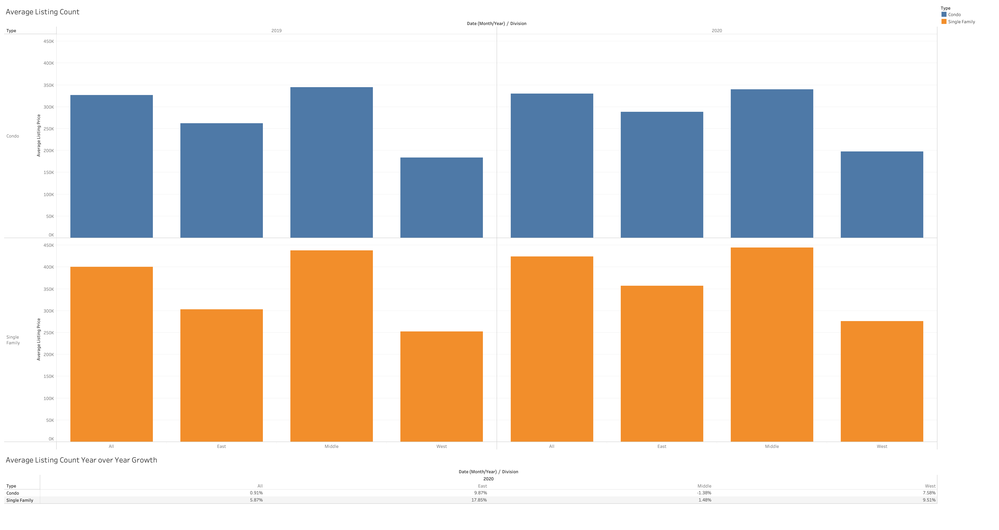 Average Listing Count
Type
Condo
Single Family
Date (Month/Year) / Division
Type
2019
2020
Condo
Average Listing Price
450K
400K
350K
300K
250K
200K
150K
100K
50K
0K
Single
Family
Average Listing Price
450K
400K
350K
300K
250K
200K
150K
100K
50K
0K
All East Middle West All East Middle West
Average Listing Count Year over Year Growth
Date (Month/Year) / Division
2020
Type All East Middle West
Condo 0.91% 9.87% -1.38% 7.58%
Single Family 5.87% 17.85% 1.48% 9.51%